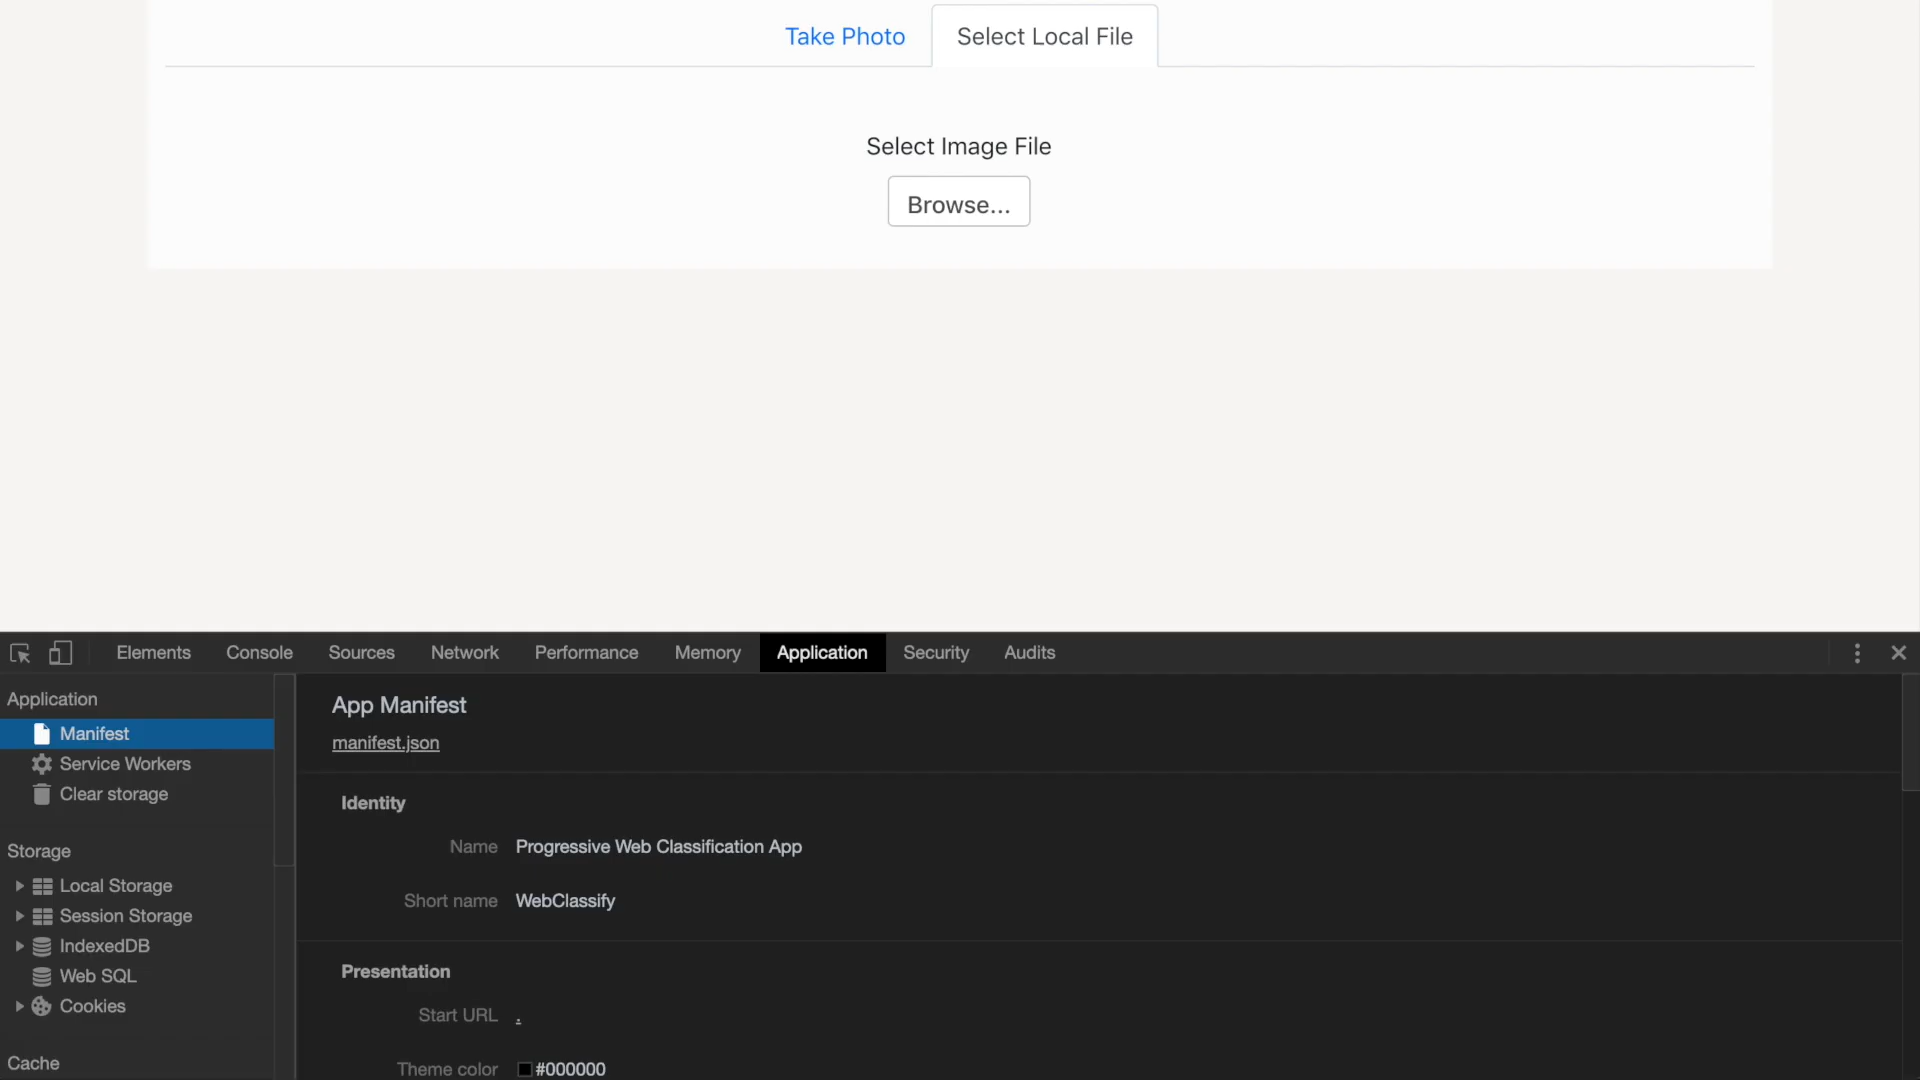 Take Photo Select Local File
Select Image File
Browse...
Elements Console Sources Network Performance Memory Application Security Audits
Application
Manifest
Service Workers
Clear storage
Storage
Local Storage
Session Storage
IndexedDB
Web SQL
Cookies
Cache
App Manifest
manifest.json
Identity
Name Progressive Web Classification App
Short name WebClassify
Presentation
Start URL .
Theme color #000000